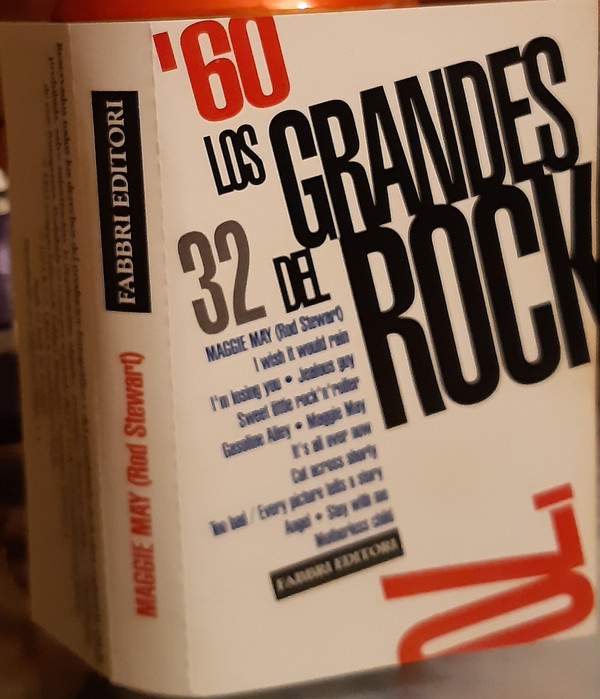 '60
LOS GRANDES
DEL ROCK
32
MAGGIE MAY (Rod Stewart)
I wish it would rain
I'm losing you • Jealous guy
Sweet little rock'n'roller
Gasoline Alley • Maggie May
It's all over now
Cut across shorty
Too bad / Every picture tells a story
Angel • Stay with me
Motherless child
FABBRI EDITORI
FABBRI EDITORI
MAGGIE MAY (Rod Stewart)